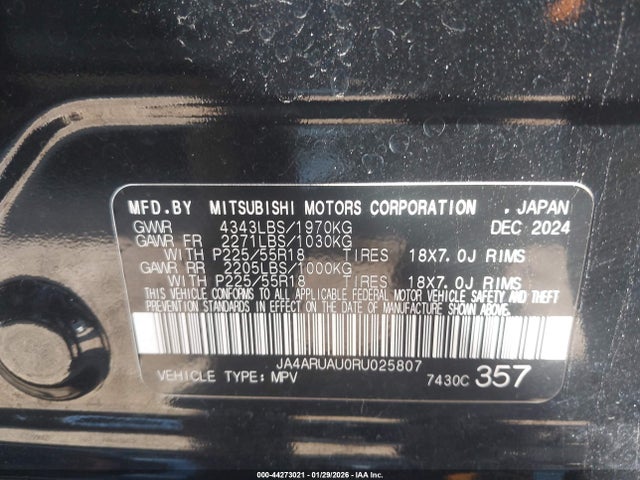 MFD.BY MITSUBISHI MOTORS CORPORATION . JAPAN
GVWR 4343LBS/1970KG DEC 2024
GAWR FR 2271LBS/1030KG
WITH P225/55R18 TIRES 18X7.0J RIMS
GAWR RR 2205LBS/1000KG
WITH P225/55R18 TIRES 18X7.0J RIMS
THIS VEHICLE CONFORMS TO ALL APPLICABLE FEDERAL MOTOR VEHICLE SAFETY AND THEFT
PREVENTION STANDARDS IN EFFECT ON THE DATE OF MANUFACTURE SHOWN ABOVE.
JA4ARUAU0RU025807
VEHICLE TYPE:MPV 7430C 357
000-44273021 - 01/29/2026 - IAA Inc.